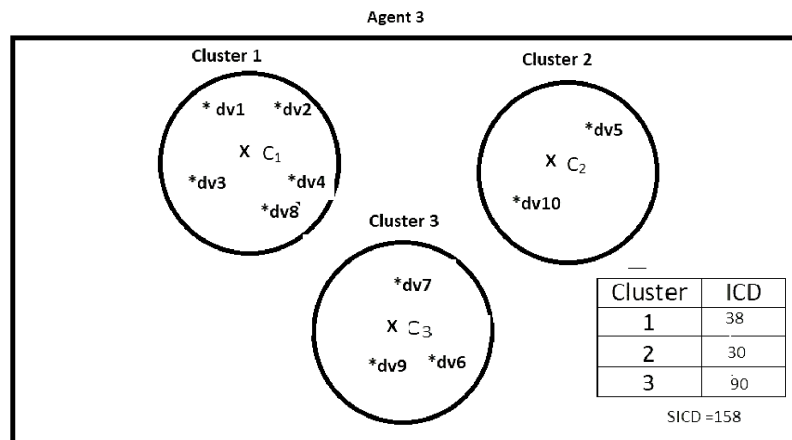 Agent 3
Cluster 1
Cluster 2
* dv1
*dv2
*dv5
X C1
X C2
*dv3
*dv4
*dv10
*dv8
Cluster 3
*dv7
X C3
*dv9
*dv6
Cluster ICD
1 38
2 30
3 90
SICD =158